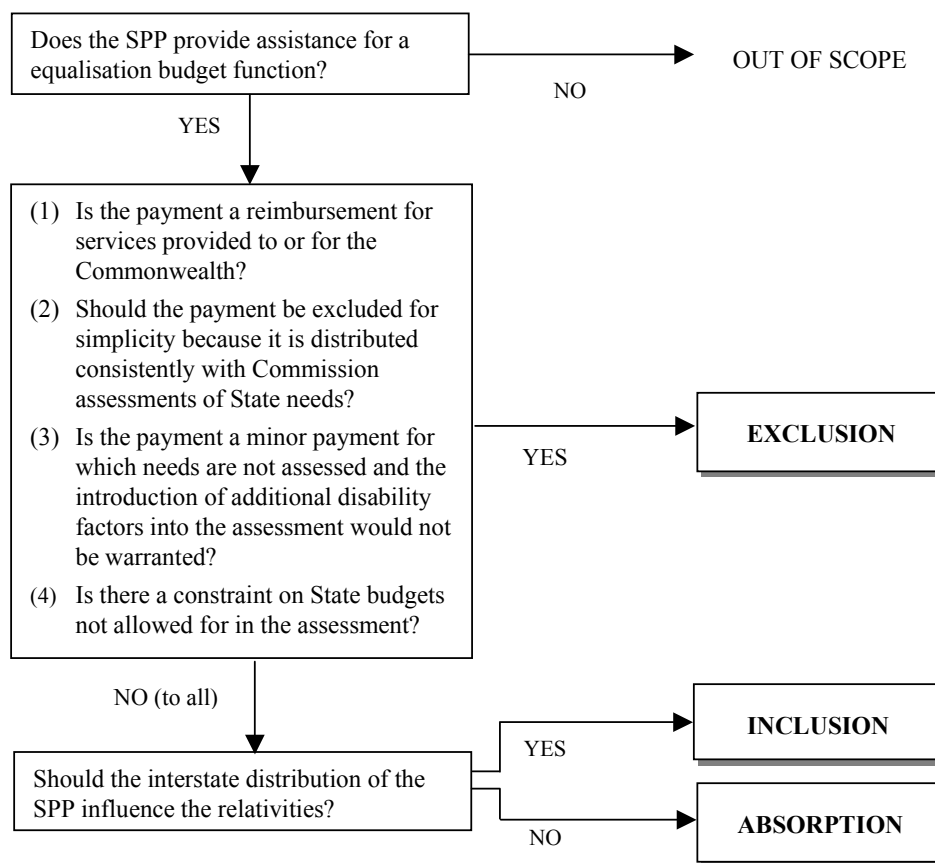 Does the SPP provide assistance for a
equalisation budget function?
OUT OF SCOPE
NO
YES
(1) Is the payment a reimbursement for
services provided to or for the
Commonwealth?
(2) Should the payment be excluded for
simplicity because it is distributed
consistently with Commission
assessments of State needs?
(3) Is the payment a minor payment for
which needs are not assessed and the
introduction of additional disability
factors into the assessment would not
be warranted?
(4) Is there a constraint on State budgets
not allowed for in the assessment?
YES
EXCLUSION
NO (to all)
Should the interstate distribution of the
SPP influence the relativities?
YES
INCLUSION
NO
ABSORPTION